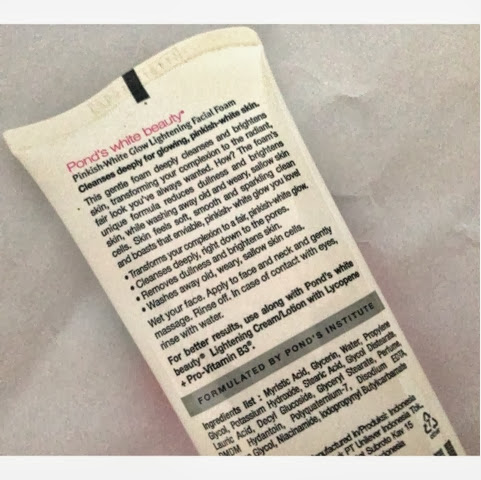 Pond's white beauty®
Pinkish-White Glow Lightening Facial Foam
Cleanses deeply for glowing, pinkish-white skin.
This gentle foam deeply cleanses and brightens
skin, transforming your complexion to the radiant,
fair look you've always wanted. How? The foam's
unique formula reduces dullness and brightens
skin, while washing away old and weary, sallow skin
cells. Skin feels soft, smooth and sparkling clean
and boasts that enviable, pinkish- white glow you love!
• Transforms your complexion to a fair, pinkish-white glow.
• Cleanses deeply, right down to the pores.
• Removes dullness and brightens skin.
• Washes away old, weary, sallow skin cells.
Wet your face. Apply to face and neck and gently
massage. Rinse off. In case of contact with eyes,
rinse with water.
For better results, use along with Pond's white
beauty® Lightening Cream/Lotion with Lycopene
+ Pro-Vitamin B3®.
FORMULATED BY POND'S INSTITUTE
Ingredients list : Myristic Acid, Glycerin, Water, Propylene
Glycol, Potassium Hydroxide, Stearic Acid, Glycol Distearate,
Lauric Acid, Decyl Glucoside, Glyceryl Stearate, Perfume,
DMDM Hydantoin, Polyquaternium-7, Disodium EDTA,
Glycol, Niacinamide, Iodopropynyl Butylcarbamate
Indonesia
PT Unilever Indonesia Tbk.
Subroto Kav 15